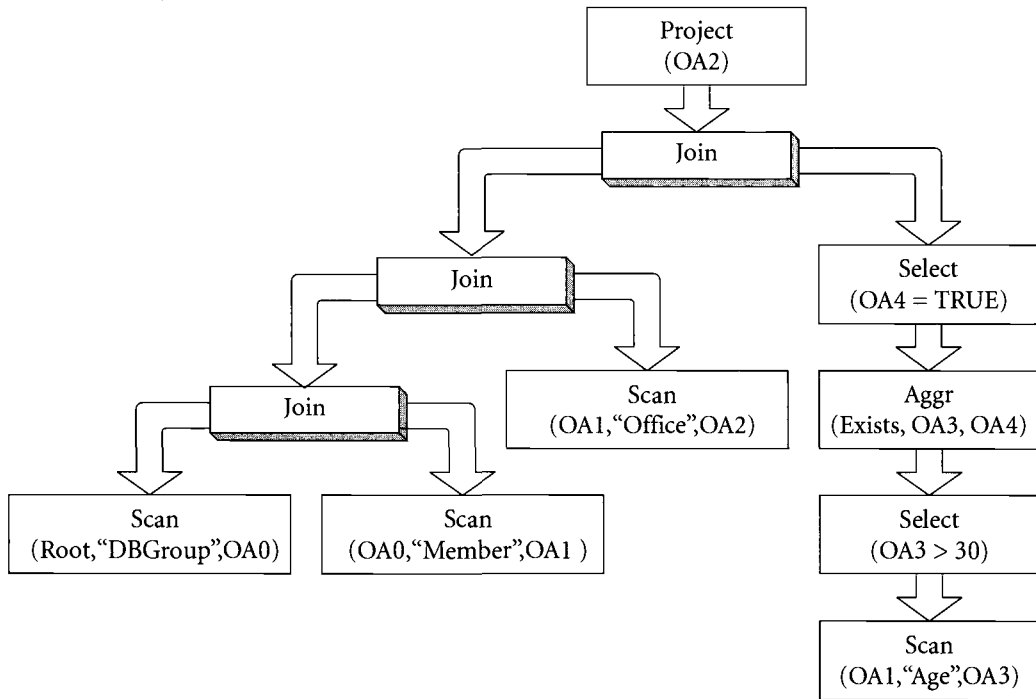 Project
(OA2)
Join
Join
Select
(OA4 = TRUE)
Join
Scan
(OA1,“Office”,OA2)
Aggr
(Exists, OA3, OA4)
Scan
(Root,“DBGroup”,OA0)
Scan
(OA0,“Member”,OA1 )
Select
(OA3 > 30)
Scan
(OA1,“Age”,OA3)